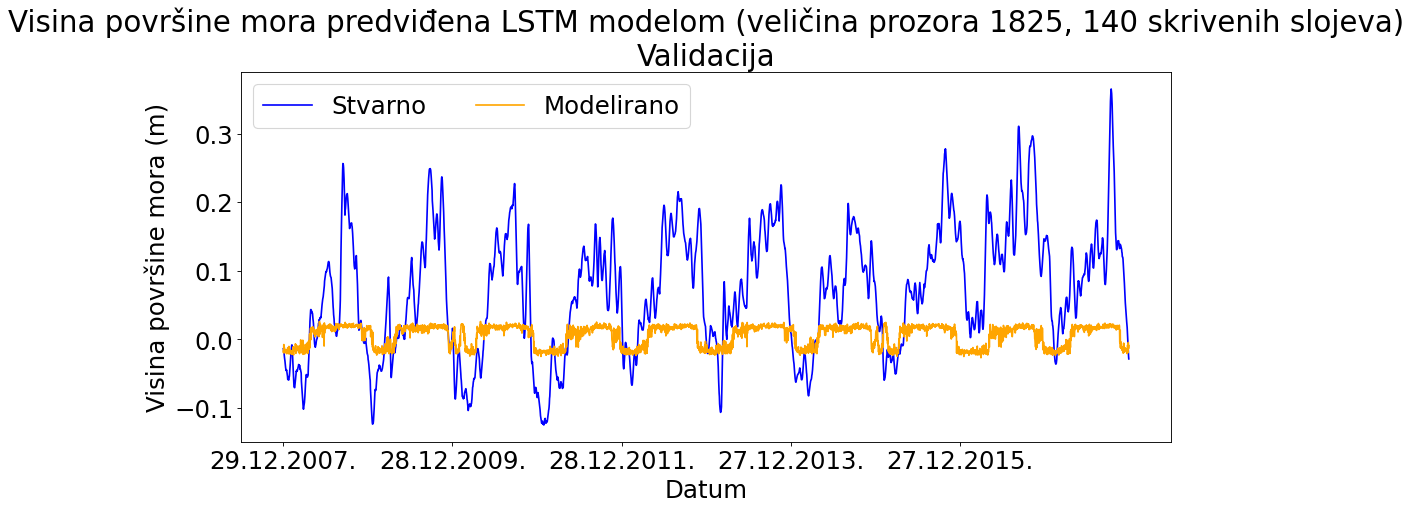 Visina površine mora predviđena LSTM modelom (veličina prozora 1825, 140 skrivenih slojeva)
Validacija
Stvarno
Modelirano
Visina površine mora (m)
0.3
0.2
0.1
0.0
−0.1
29.12.2007.
28.12.2009.
28.12.2011.
27.12.2013.
27.12.2015.
Datum